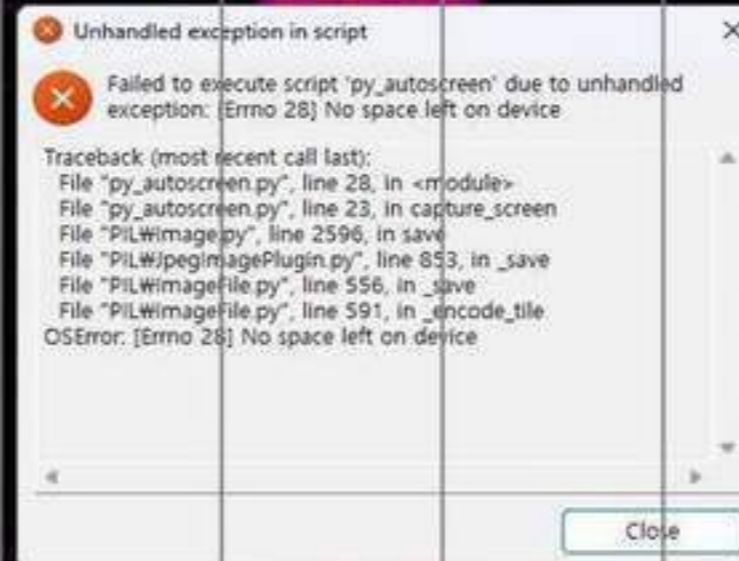 Unhandled exception in script
Failed to execute script 'py_autoscreen' due to unhandled
exception: [Errno 28] No space left on device
Traceback (most recent call last):
File "py_autoscreen.py", line 28, in <module>
File "py_autoscreen.py", line 23, in capture_screen
File "PIL₩Image.py", line 2596, in save
File "PIL₩JpegImagePlugin.py", line 853, in _save
File "PIL₩ImageFile.py", line 556, in _save
File "PIL₩ImageFile.py", line 591, in _encode_tile
OSError: [Errno 28] No space left on device
Close